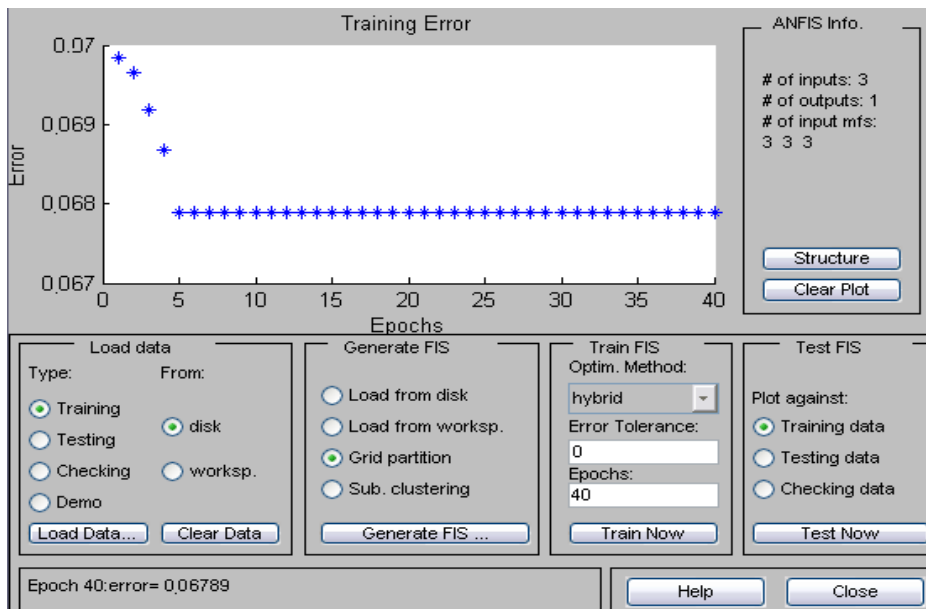 Training Error
0.07
0.069
0.068
0.067
Error
0 5 10 15 20 25 30 35 40
Epochs
ANFIS Info.
# of inputs: 3
# of outputs: 1
# of input mfs:
3 3 3
Structure
Clear Plot
Load data
Type:
From:
Training
Testing
Checking
Demo
disk
worksp.
Load Data...
Clear Data
Generate FIS
Load from disk
Load from worksp.
Grid partition
Sub. clustering
Generate FIS ...
Train FIS
Optim. Method:
hybrid
Error Tolerance:
0
Epochs:
40
Train Now
Test FIS
Plot against:
Training data
Testing data
Checking data
Test Now
Epoch 40:error= 0.06789
Help
Close